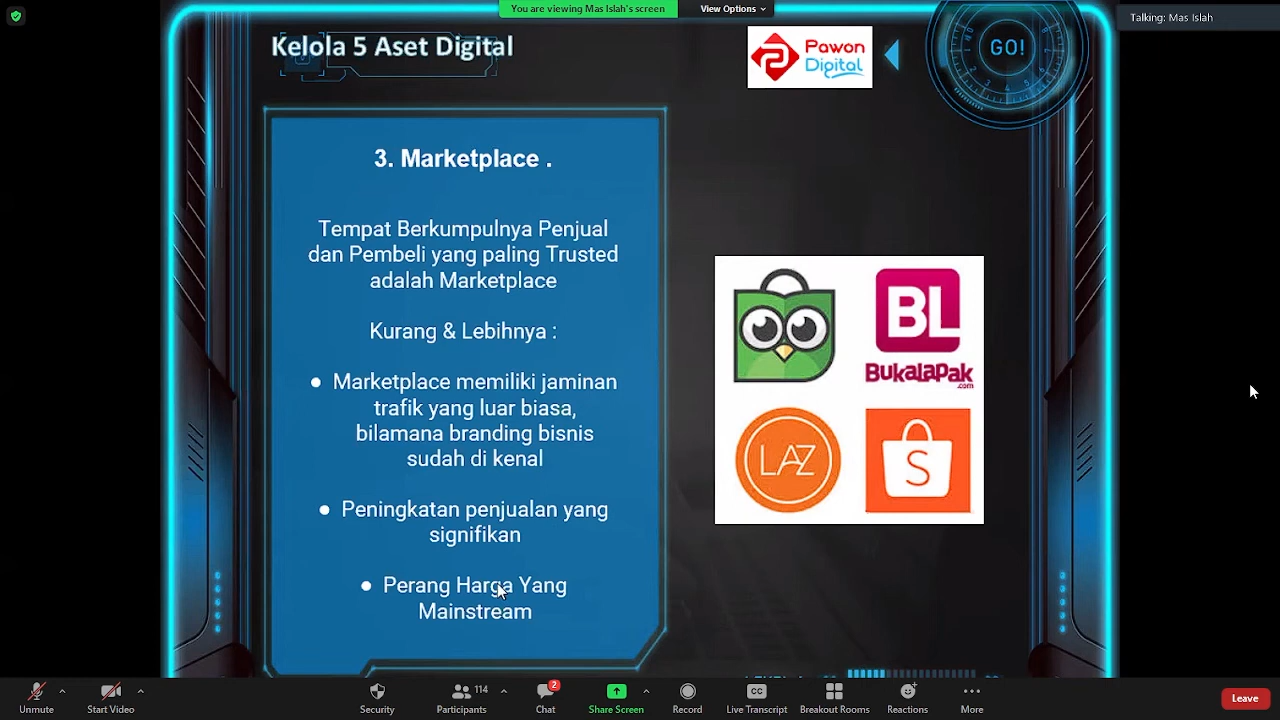 You are viewing Mas Islah's screen
View Options
Talking: Mas Islah
Kelola 5 Aset Digital
Pawon
Digital
GO!
3. Marketplace .
Tempat Berkumpulnya Penjual
dan Pembeli yang paling Trusted
adalah Marketplace
Kurang & Lebihnya :
● Marketplace memiliki jaminan
trafik yang luar biasa,
bilamana branding bisnis
sudah di kenal
● Peningkatan penjualan yang
signifikan
● Perang Harga Yang
Mainstream
BL
BUKALAPAK
.com
LAZ
S
Unmute
Start Video
Security
114
Participants
2
Chat
Share Screen
Record
CC
Live Transcript
Breakout Rooms
Reactions
More
Leave